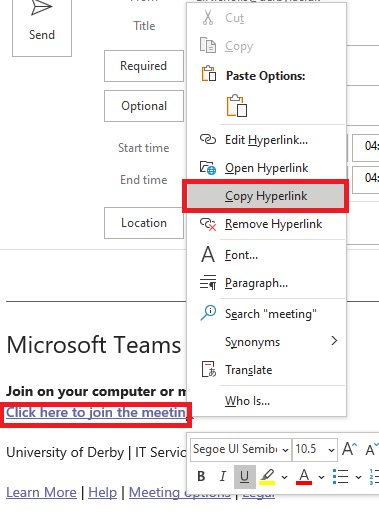 Send
Title
Required
Optional
Start time
04:
End time
04:
Location
Cut
Copy
Paste Options:
Edit Hyperlink...
Open Hyperlink
Copy Hyperlink
Remove Hyperlink
Font...
Paragraph...
Search "meeting"
Synonyms
Translate
Who Is...
Microsoft Teams
Join on your computer or m
Click here to join the meeting
University of Derby | IT Servic
Learn More | Help | Meeting options | Legal
Segoe UI Semib 10.5 A A
B I U A